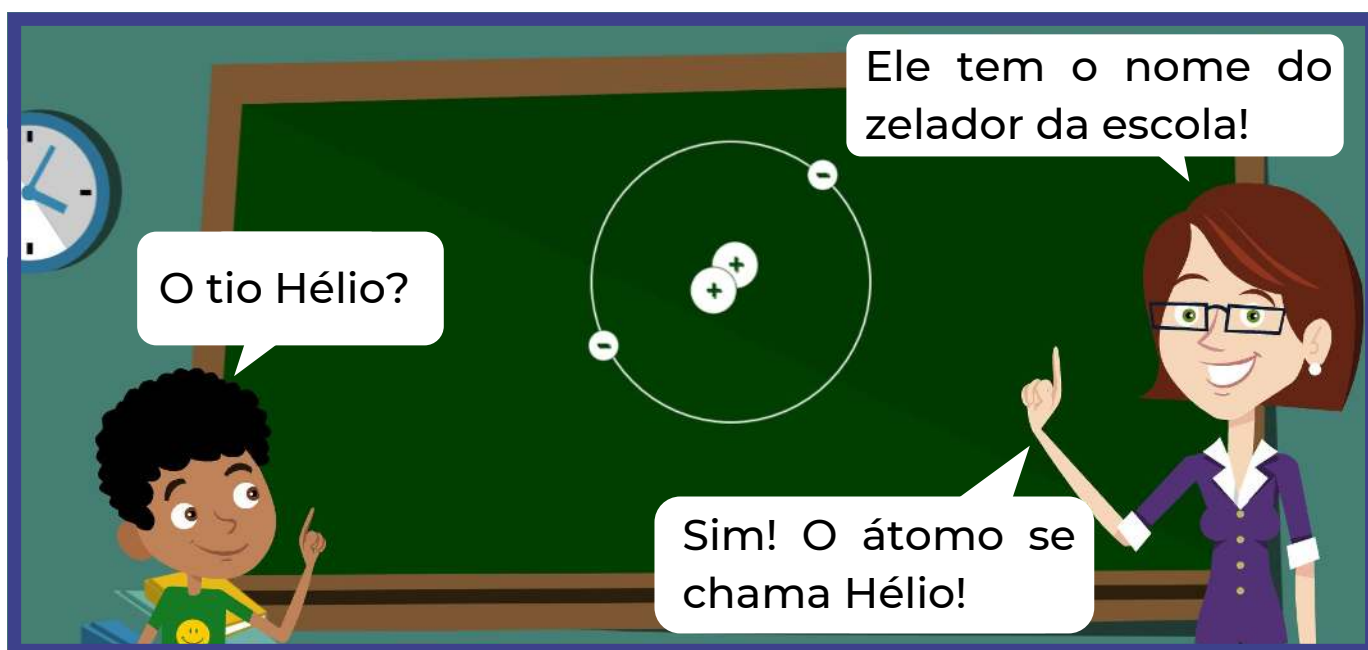 Ele tem o nome do
zelador da escola!
O tio Hélio?
Sim! O átomo se
chama Hélio!